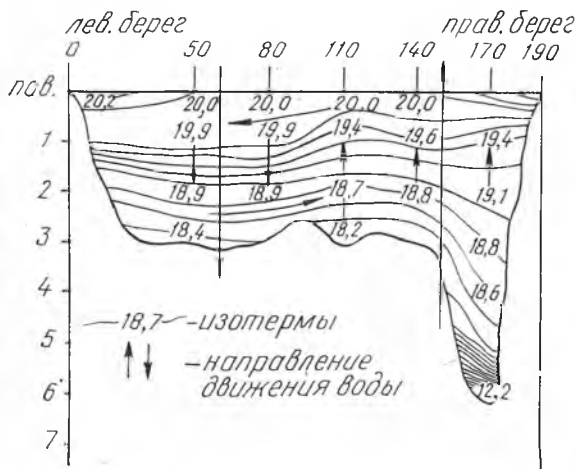 лев. берег прав. берег
0 50 80 110 140 170 190
пов.
20,2 20,0 20,0 20,0 20,0
19,9 19,9 19,4 19,6 19,4
1
18,9 18,9 18,7 18,8 19,1
2
18,4 18,2 18,8
3
18,6
4
—18,7— —изотермы
5
—направление
движения воды
12,2
6
7